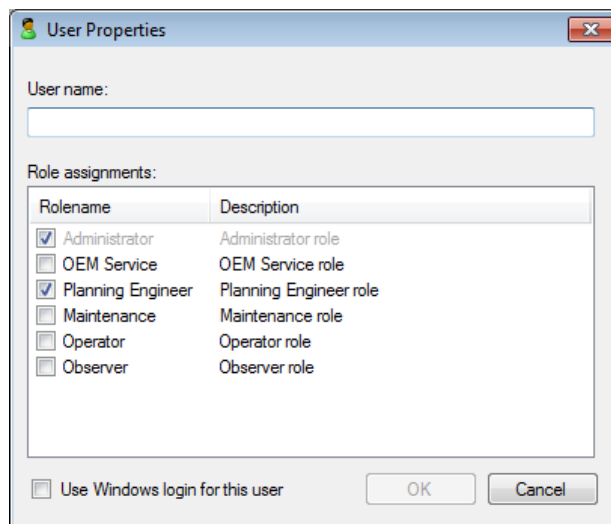 User Properties
User name:
Role assignments:
Rolename Description
Administrator Administrator role
OEM Service OEM Service role
Planning Engineer Planning Engineer role
Maintenance Maintenance role
Operator Operator role
Observer Observer role
Use Windows login for this user OK Cancel